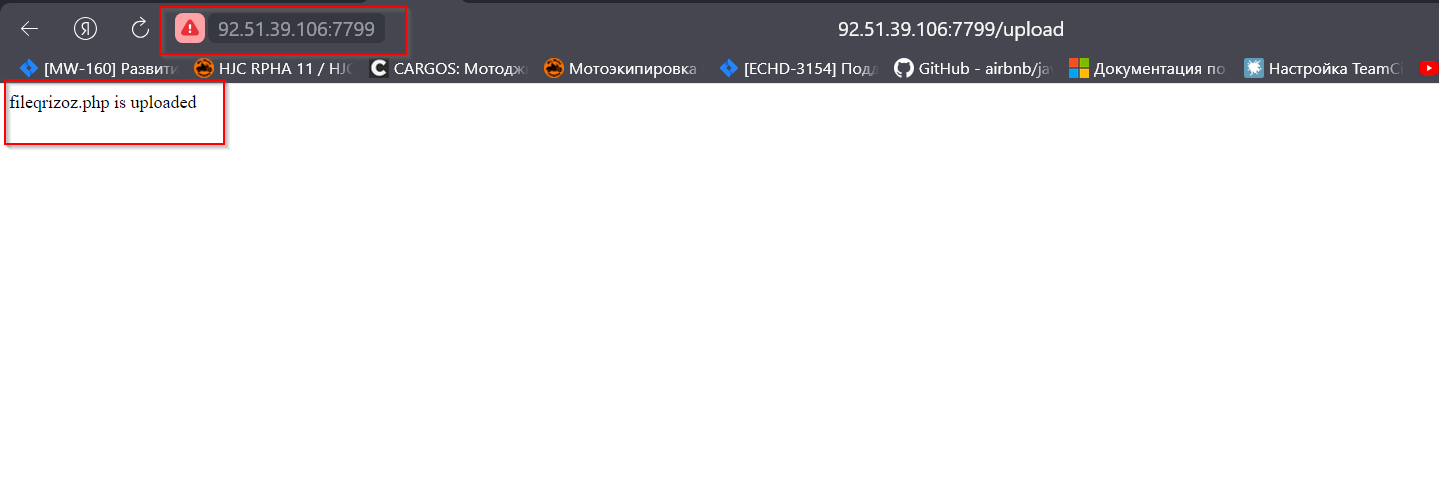 Я 92.51.39.106:7799 92.51.39.106:7799/upload
[MW-160] Развити HJC RPHA 11 / HJC CARGOS: Мотодж Мотоэкипировка [ECHD-3154] Подд GitHub - airbnb/ja Документация по Настройка TeamCi
fileqrizoz.php is uploaded